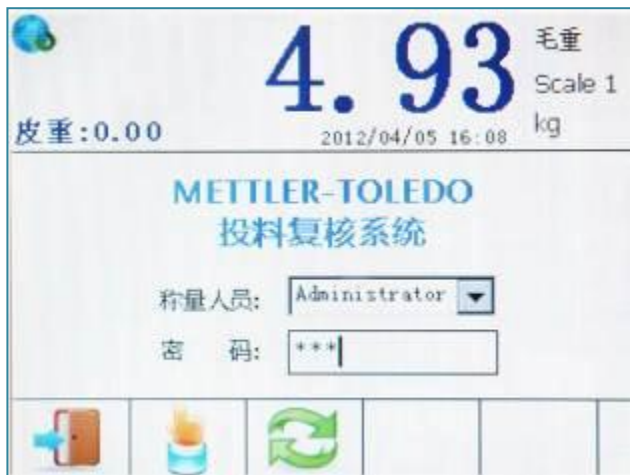 4.93
毛重
Scale 1
kg
皮重:0.00
2012/04/05 16:08
METTLER-TOLEDO
投料复核系统
称量人员: Administrator
密 码: ***